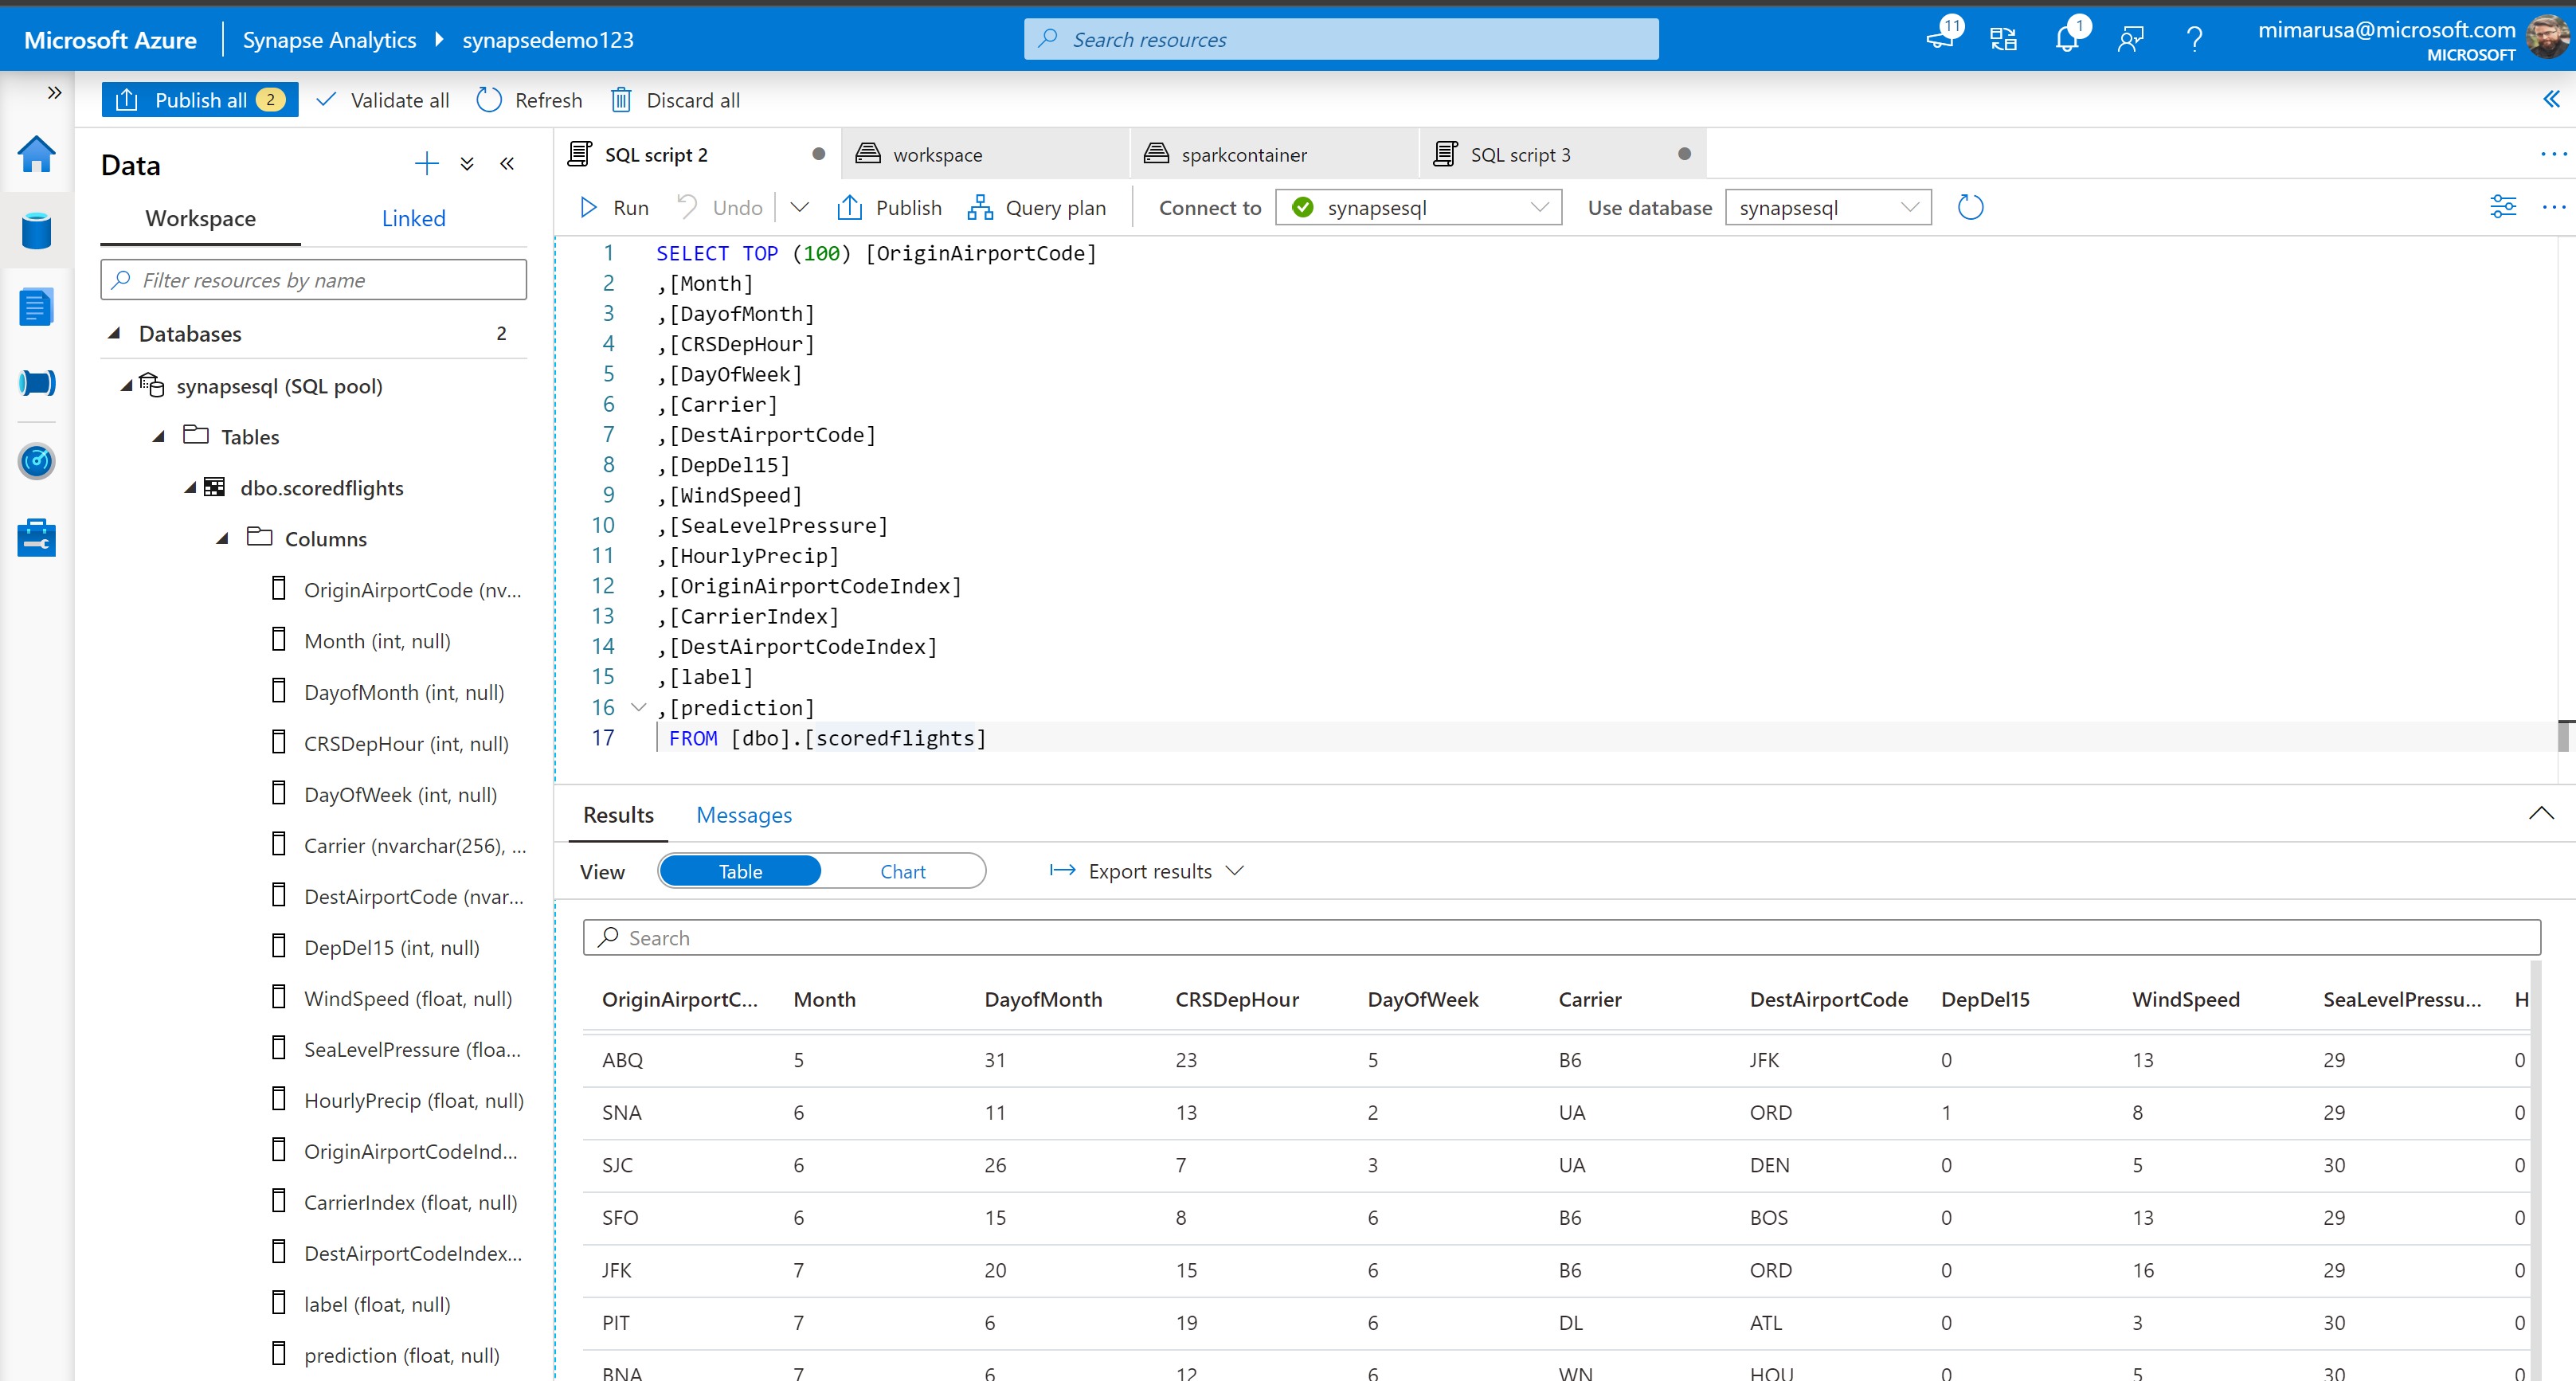 Microsoft Azure
Synapse Analytics
synapsedemo123
Search resources
11
1
mimarusa@microsoft.com
MICROSOFT
Publish all 2
Validate all
Refresh
Discard all
Data
Workspace
Linked
Filter resources by name
Databases 2
synapsesql (SQL pool)
Tables
dbo.scoredflights
Columns
OriginAirportCode (nv...
Month (int, null)
DayofMonth (int, null)
CRSDepHour (int, null)
DayOfWeek (int, null)
Carrier (nvarchar(256), ...
DestAirportCode (nvar...
DepDel15 (int, null)
WindSpeed (float, null)
SeaLevelPressure (floa...
HourlyPrecip (float, null)
OriginAirportCodeInd...
CarrierIndex (float, null)
DestAirportCodeIndex...
label (float, null)
prediction (float, null)
SQL script 2
workspace
sparkcontainer
SQL script 3
Run
Undo
Publish
Query plan
Connect to
synapsesql
Use database
synapsesql
1 SELECT TOP (100) [OriginAirportCode]
2 ,[Month]
3 ,[DayofMonth]
4 ,[CRSDepHour]
5 ,[DayOfWeek]
6 ,[Carrier]
7 ,[DestAirportCode]
8 ,[DepDel15]
9 ,[WindSpeed]
10 ,[SeaLevelPressure]
11 ,[HourlyPrecip]
12 ,[OriginAirportCodeIndex]
13 ,[CarrierIndex]
14 ,[DestAirportCodeIndex]
15 ,[label]
16 ,[prediction]
17 FROM [dbo].[scoredflights]
Results
Messages
View
Table
Chart
Export results
Search
OriginAirportC... Month DayofMonth CRSDepHour DayOfWeek Carrier DestAirportCode DepDel15 WindSpeed SeaLevelPressu... H
ABQ 5 31 23 5 B6 JFK 0 13 29 0
SNA 6 11 13 2 UA ORD 1 8 29 0
SJC 6 26 7 3 UA DEN 0 5 30 0
SFO 6 15 8 6 B6 BOS 0 13 29 0
JFK 7 20 15 6 B6 ORD 0 16 29 0
PIT 7 6 19 6 DL ATL 0 3 30 0
BNA 7 6 12 6 WN HOU 0 5 30 0